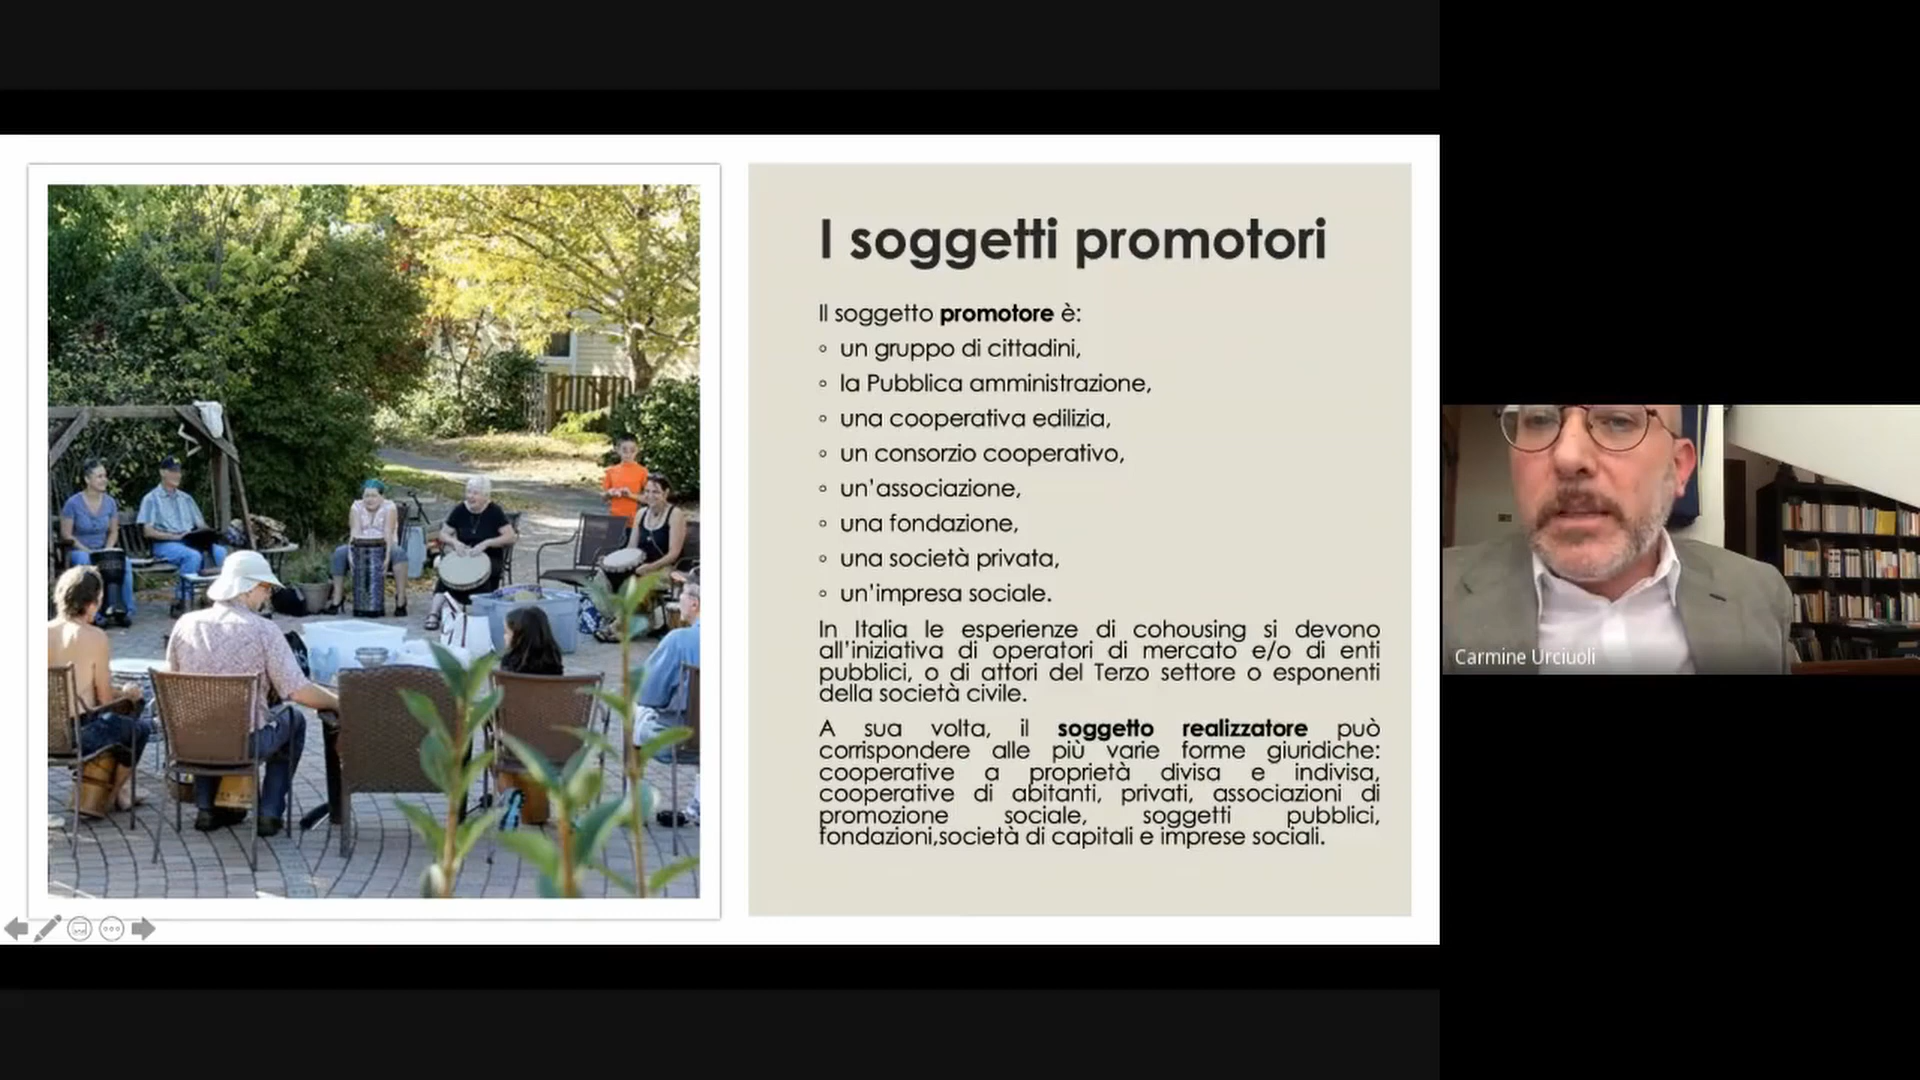 I soggetti promotori
Il soggetto promotore è:
◦ un gruppo di cittadini,
◦ la Pubblica amministrazione,
◦ una cooperativa edilizia,
◦ un consorzio cooperativo,
◦ un'associazione,
◦ una fondazione,
◦ una società privata,
◦ un'impresa sociale.
In Italia le esperienze di cohousing si devono
all'iniziativa di operatori di mercato e/o di enti
pubblici, o di attori del Terzo settore o esponenti
della società civile.
A sua volta, il soggetto realizzatore può
corrispondere alle più varie forme giuridiche:
cooperative a proprietà divisa e indivisa,
cooperative di abitanti, privati, associazioni di
promozione sociale, soggetti pubblici,
fondazioni,società di capitali e imprese sociali.
Carmine Urciuoli